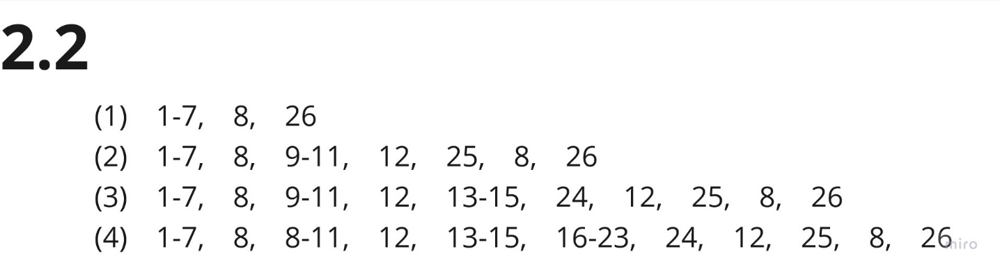 2.2
(1) 1-7, 8, 26
(2) 1-7, 8, 9-11, 12, 25, 8, 26
(3) 1-7, 8, 9-11, 12, 13-15, 24, 12, 25, 8, 26
(4) 1-7, 8, 8-11, 12, 13-15, 16-23, 24, 12, 25, 8, 26
miro